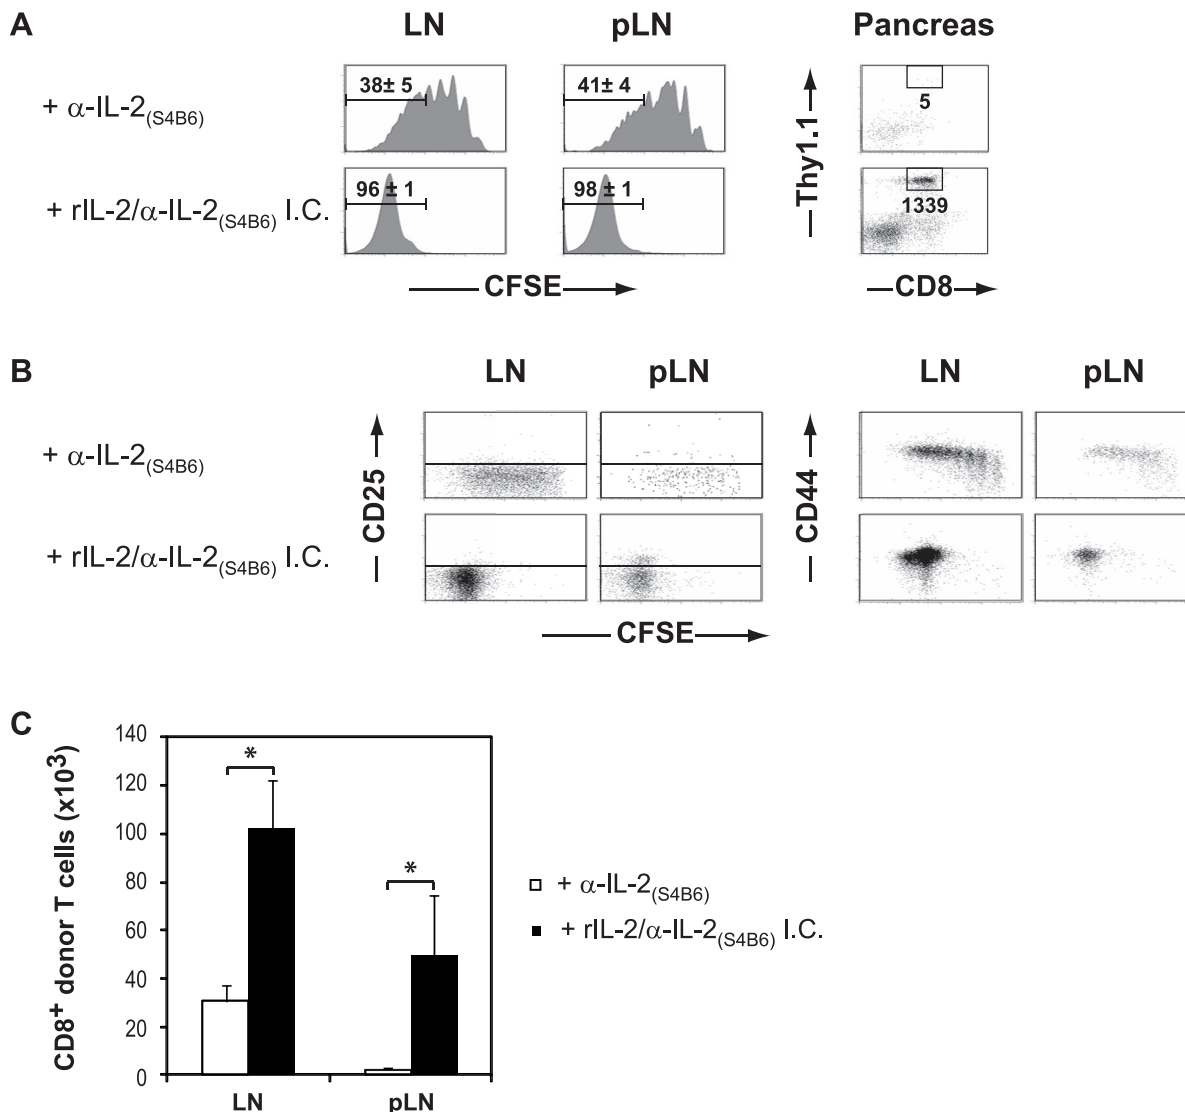 A
LN pLN Pancreas
+ α-IL-2(S4B6)
38± 5
41± 4
5
+ rIL-2/α-IL-2(S4B6) I.C.
96 ± 1
98 ± 1
1339
Thy1.1
CFSE
CD8
B
LN pLN LN pLN
+ α-IL-2(S4B6)
+ rIL-2/α-IL-2(S4B6) I.C.
CD25
CD44
CFSE
C
CD8+ donor T cells (x103)
140
120
100
80
60
40
20
0
*
*
LN pLN
+ α-IL-2(S4B6)
+ rIL-2/α-IL-2(S4B6) I.C.